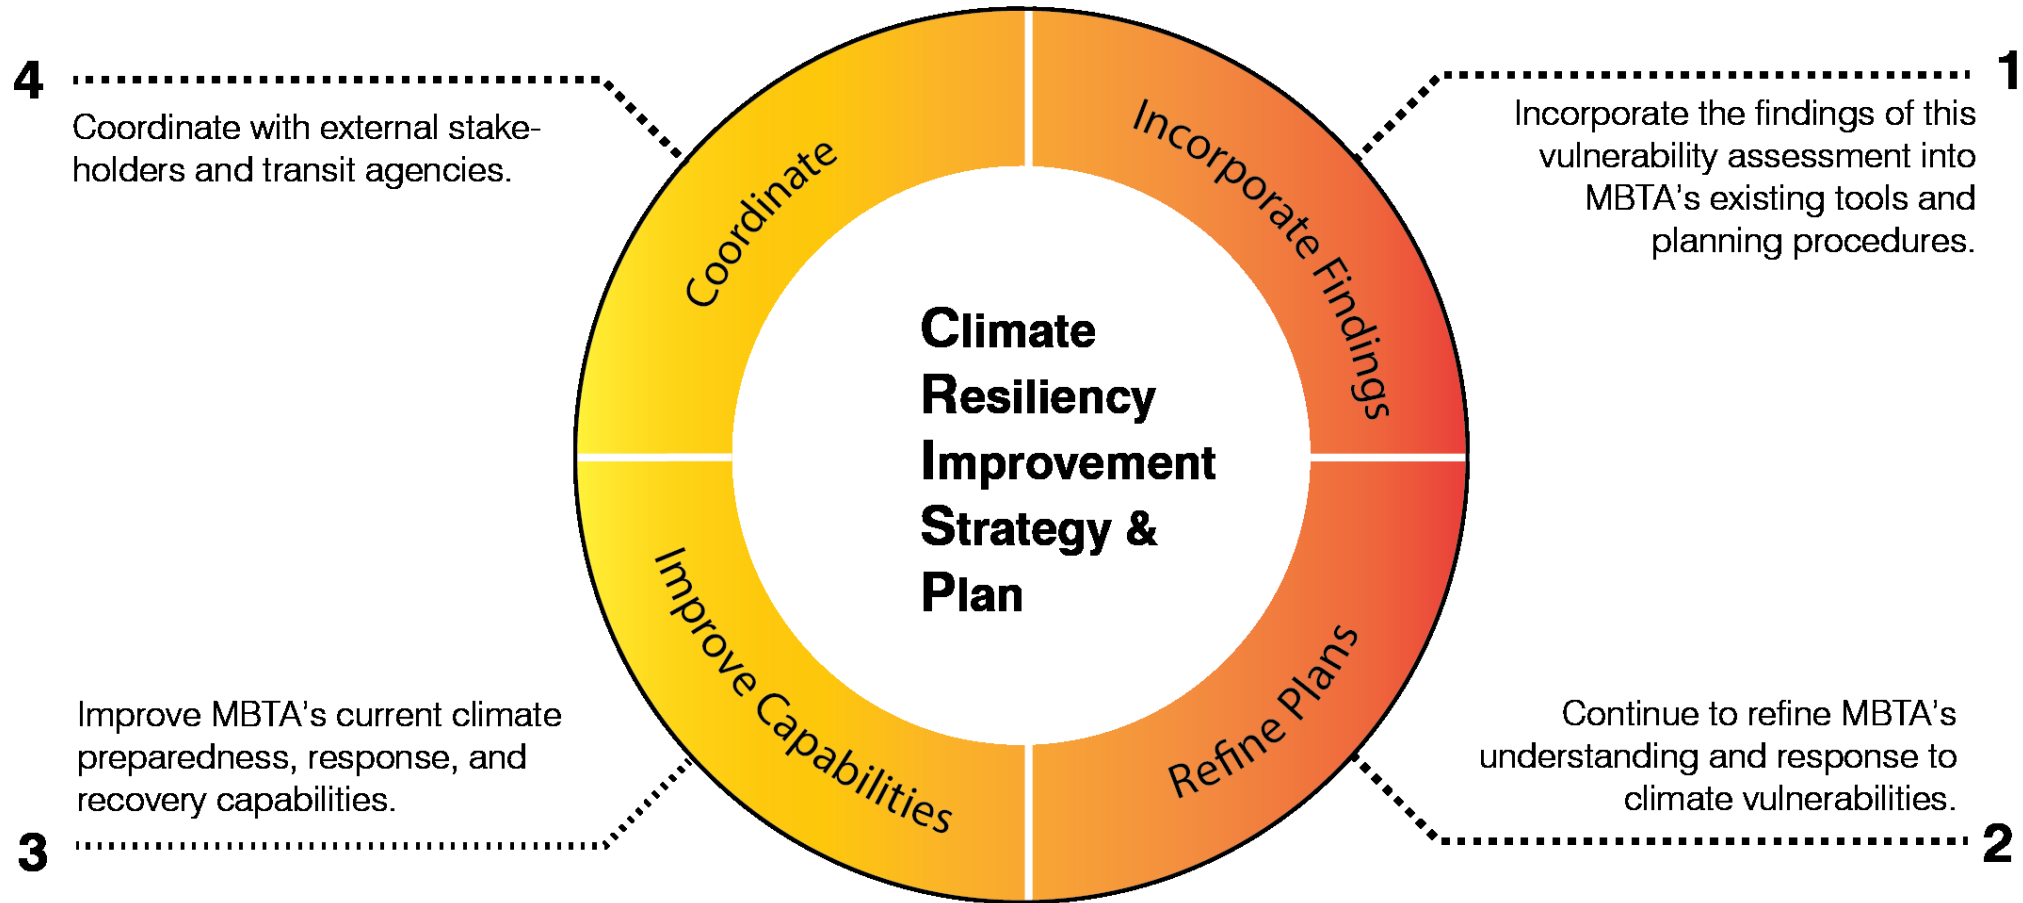 4
Coordinate with external stake-
holders and transit agencies.
1
Incorporate the findings of this
vulnerability assessment into
MBTA's existing tools and
planning procedures.
Coordinate
Incorporate Findings
Climate
Resiliency
Improvement
Strategy &
Plan
Improve Capabilities
Refine Plans
Improve MBTA's current climate
preparedness, response, and
recovery capabilities.
3
Continue to refine MBTA's
understanding and response to
climate vulnerabilities.
2